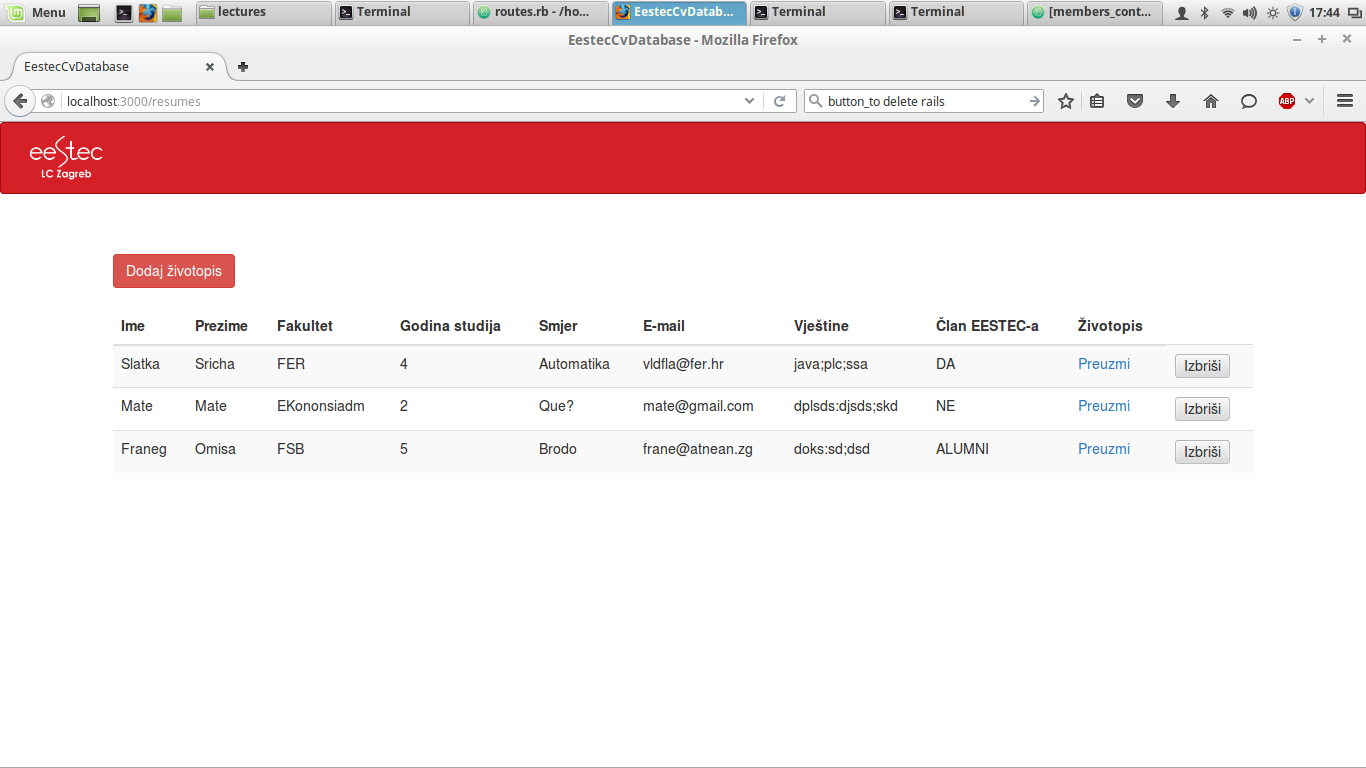 Menu lectures Terminal routes.rb - /ho... EestecCvDatab... Terminal Terminal [members_cont... 17:44
EestecCvDatabase - Mozilla Firefox
EestecCvDatabase
localhost:3000/resumes button_to delete rails ABP
eestec
LC Zagreb
Dodaj životopis
Ime Prezime Fakultet Godina studija Smjer E-mail Vještine Član EESTEC-a Životopis
Slatka Sricha FER 4 Automatika vldfla@fer.hr java;plc;ssa DA Preuzmi Izbriši
Mate Mate EKononsiadm 2 Que? mate@gmail.com dplsds:djsds;skd NE Preuzmi Izbriši
Franeg Omisa FSB 5 Brodo frane@atnean.zg doks:sd;dsd ALUMNI Preuzmi Izbriši